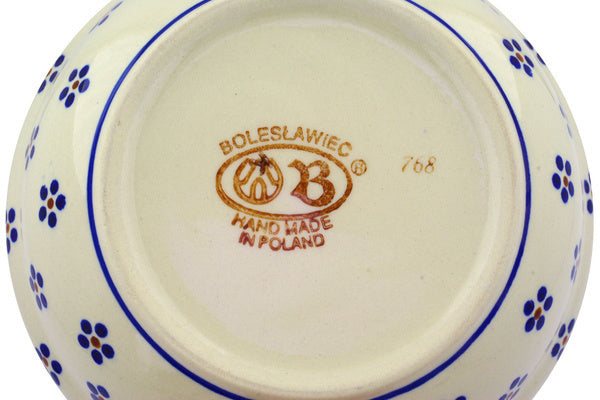 BOLESŁAWIEC
B®
768
HAND MADE
IN POLAND